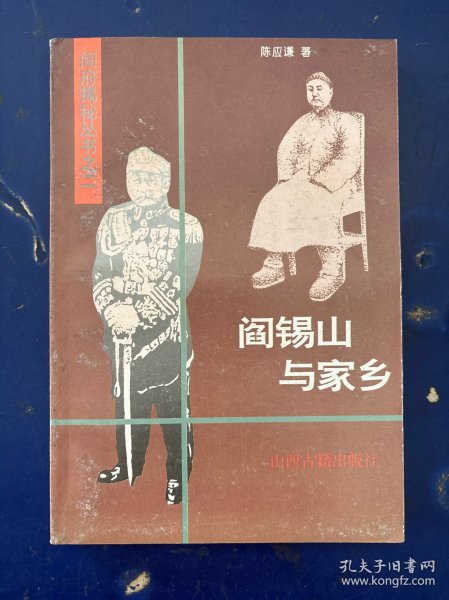 陈应谦 著
阎府揭秘丛书之二
阎锡山
与家乡
山西古籍出版社
孔夫子旧书网
www.kongfz.com